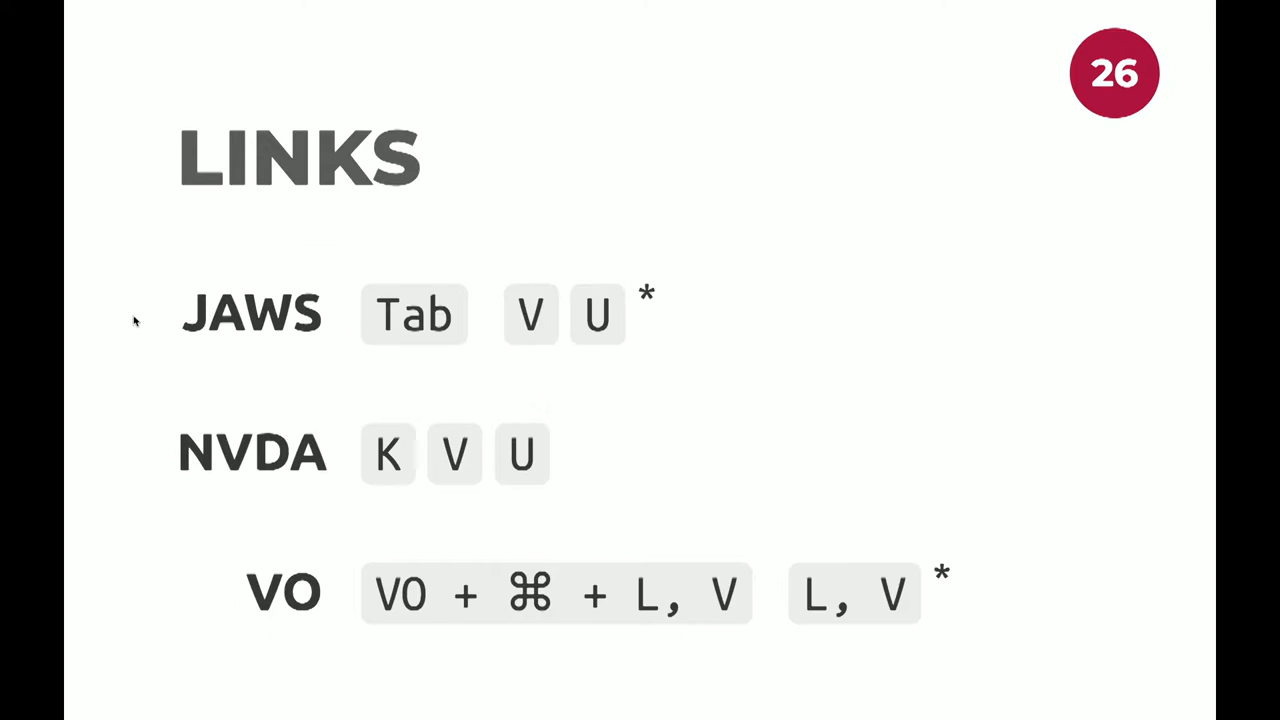 26
LINKS
JAWS Tab V U *
NVDA K V U
VO VO + ⌘ + L, V L, V *